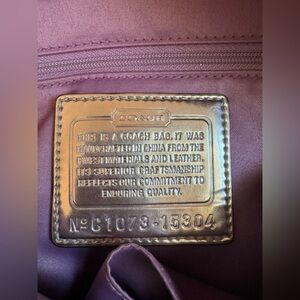 COACH
THIS IS A COACH BAG. IT WAS
HANDCRAFTED IN CHINA FROM THE
FINEST MATERIALS AND LEATHER.
ITS SUPERIOR CRAFTSMANSHIP
REFLECTS OUR COMMITMENT TO
ENDURING QUALITY.
Nº C1073-15304